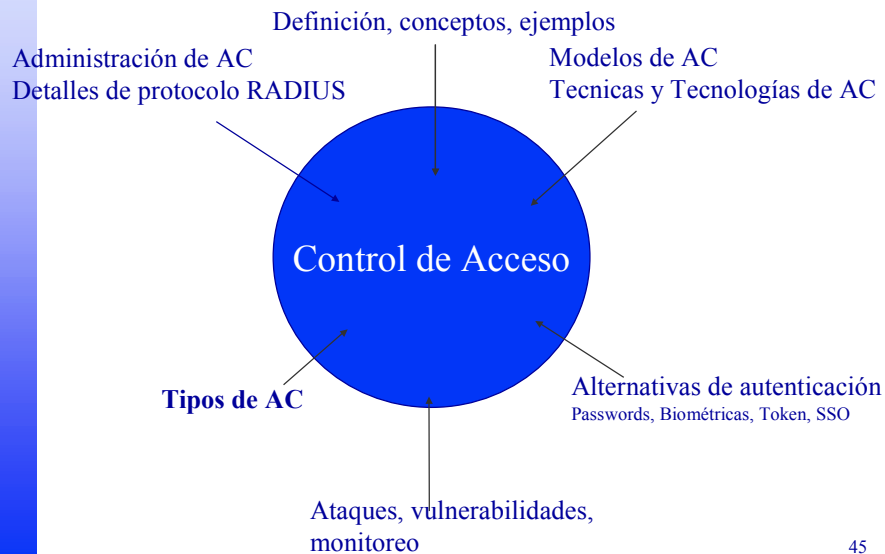 Definición, conceptos, ejemplos
Administración de AC
Detalles de protocolo RADIUS
Modelos de AC
Tecnicas y Tecnologías de AC
Control de Acceso
Tipos de AC
Alternativas de autenticación
Passwords, Biométricas, Token, SSO
Ataques, vulnerabilidades,
monitoreo
45